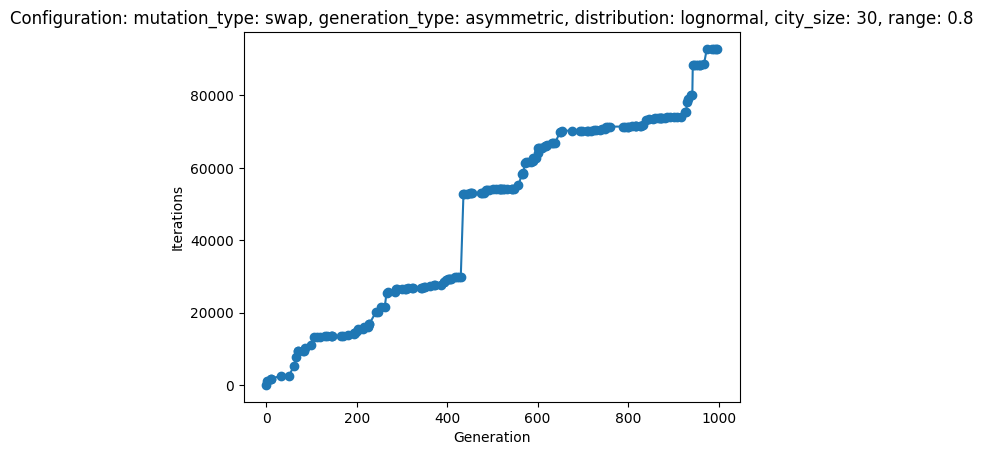 Configuration: mutation_type: swap, generation_type: asymmetric, distribution: lognormal, city_size: 30, range: 0.8
80000
60000
40000
20000
0
Iterations
0 200 400 600 800 1000
Generation